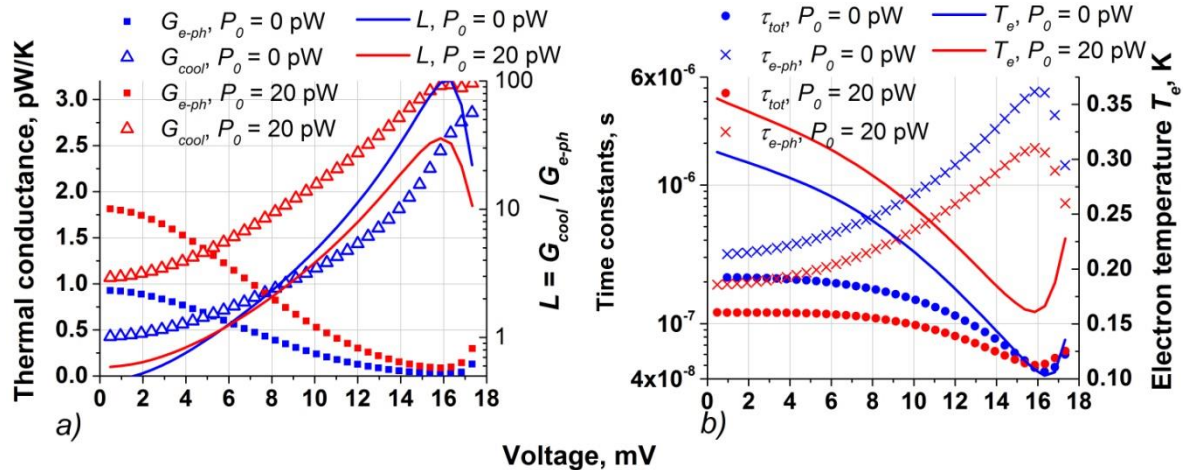 G_e-ph, P_0 = 0 pW
G_cool, P_0 = 0 pW
G_e-ph, P_0 = 20 pW
G_cool, P_0 = 20 pW
L, P_0 = 0 pW
L, P_0 = 20 pW
Thermal conductance, pW/K
3.0
2.5
2.0
1.5
1.0
0.5
0.0
0 2 4 6 8 10 12 14 16 18
100
10
1
L = G_cool / G_e-ph
a)
τ_tot, P_0 = 0 pW
τ_e-ph, P_0 = 0 pW
τ_tot, P_0 = 20 pW
τ_e-ph, P_0 = 20 pW
T_e, P_0 = 0 pW
T_e, P_0 = 20 pW
Time constants, s
6x10⁻⁶
10⁻⁶
10⁻⁷
4x10⁻⁸
0 2 4 6 8 10 12 14 16 18
0.35
0.30
0.25
0.20
0.15
0.10
Electron temperature T_e, K
b)
Voltage, mV